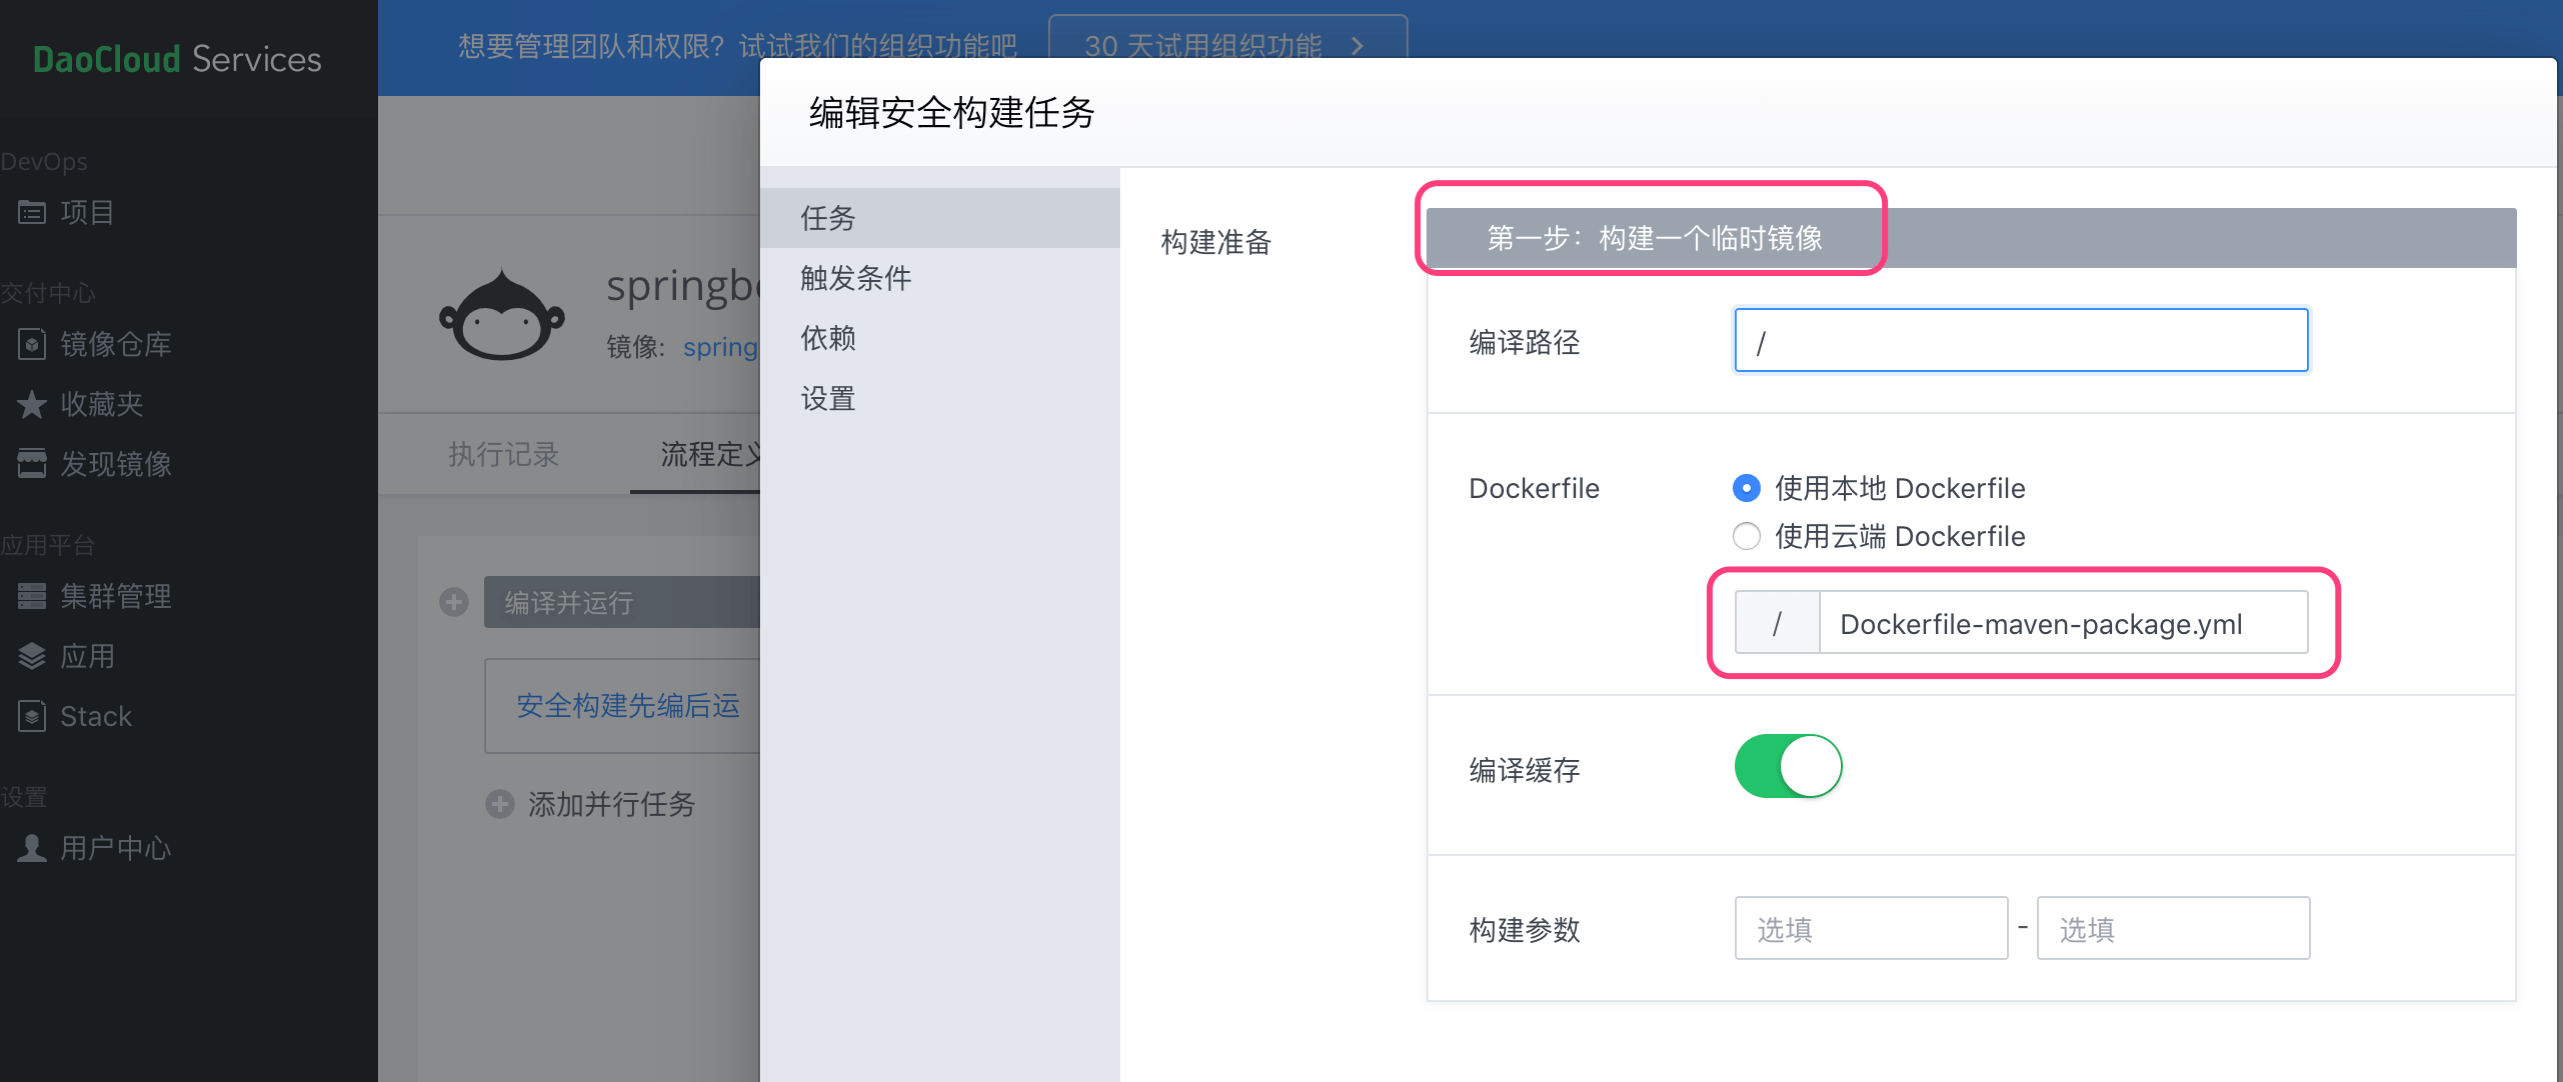 DaoCloud Services
DevOps
项目
交付中心
镜像仓库
收藏夹
发现镜像
应用平台
集群管理
应用
Stack
设置
用户中心
想要管理团队和权限？试试我们的组织功能吧
30 天试用组织功能
镜像:
执行记录
编译并运行
安全构建先编后运
添加并行任务
编辑安全构建任务
任务
触发条件
依赖
设置
构建准备
第一步：构建一个临时镜像
编译路径
/
Dockerfile
使用本地 Dockerfile
使用云端 Dockerfile
/ Dockerfile-maven-package.yml
编译缓存
构建参数
选填 - 选填